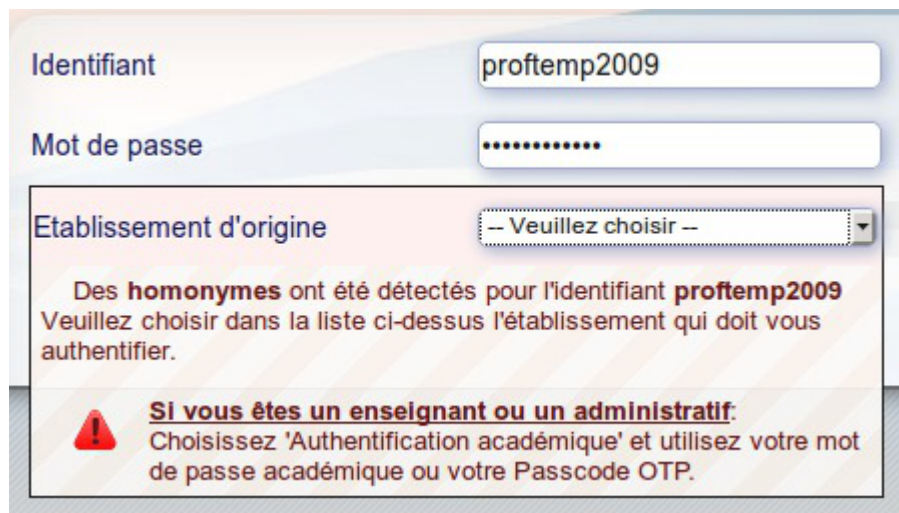 Identifiant proftemp2009
Mot de passe ••••••••••••
Etablissement d'origine -- Veuillez choisir --
Des homonymes ont été détectés pour l'identifiant proftemp2009
Veuillez choisir dans la liste ci-dessus l'établissement qui doit vous
authentifier.
Si vous êtes un enseignant ou un administratif:
Choisissez 'Authentification académique' et utilisez votre mot
de passe académique ou votre Passcode OTP.